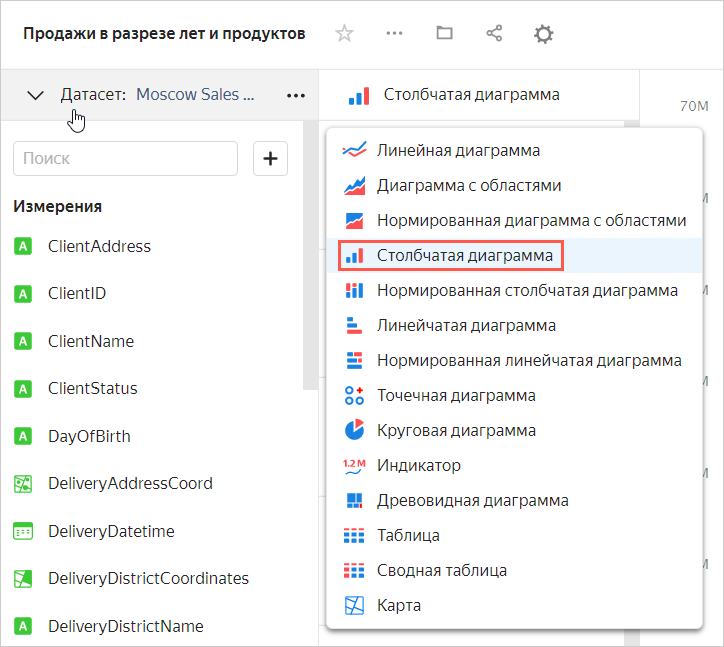 Продажи в разрезе лет и продуктов
Датасет: Moscow Sales ...
Столбчатая диаграмма
70M
Поиск
Измерения
A ClientAddress
A ClientID
A ClientName
A ClientStatus
A DayOfBirth
DeliveryAddressCoord
DeliveryDatetime
DeliveryDistrictCoordinates
A DeliveryDistrictName
Линейная диаграмма
Диаграмма с областями
Нормированная диаграмма с областями
Столбчатая диаграмма
Нормированная столбчатая диаграмма
Линейчатая диаграмма
Нормированная линейчатая диаграмма
Точечная диаграмма
Круговая диаграмма
1.2 M Индикатор
Древовидная диаграмма
Таблица
Сводная таблица
Карта